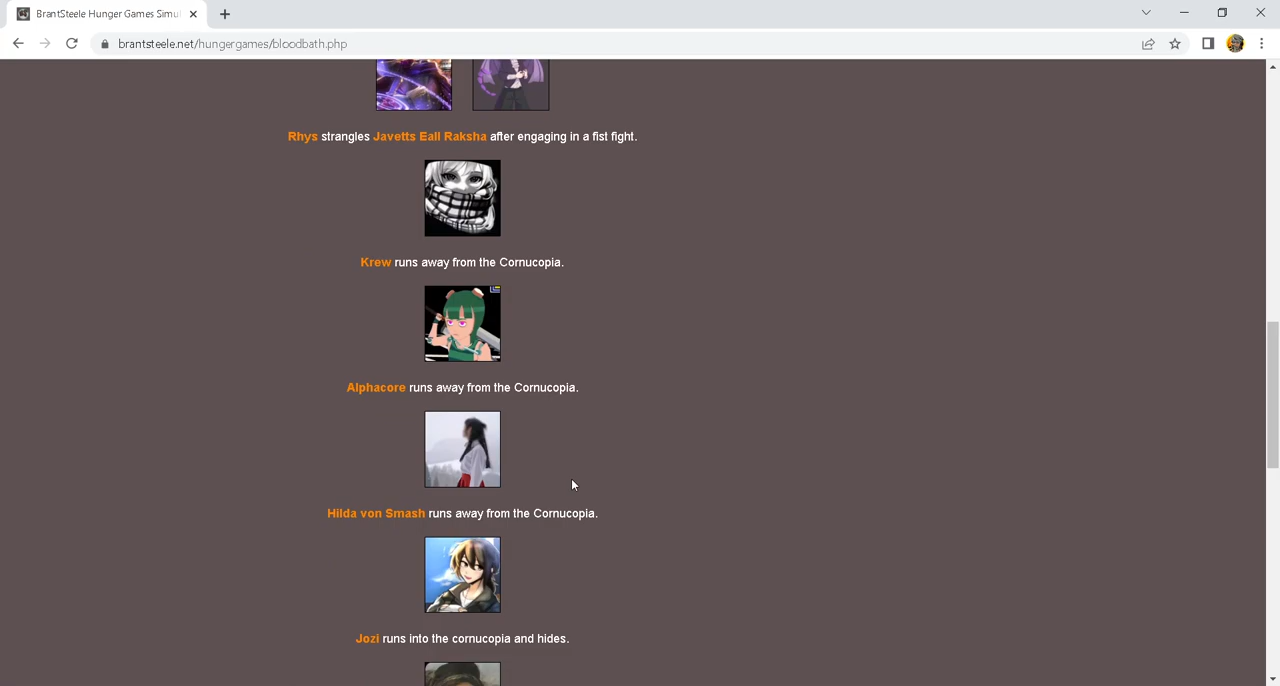 BrantSteele Hunger Games Simu
brantsteele.net/hungergames/bloodbath.php
Rhys strangles Javetts Eall Raksha after engaging in a fist fight.
Krew runs away from the Cornucopia.
Alphacore runs away from the Cornucopia.
Hilda von Smash runs away from the Cornucopia.
Jozi runs into the cornucopia and hides.